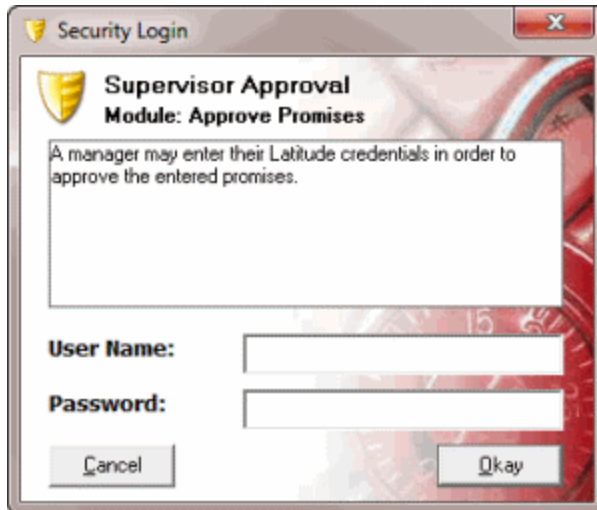 Security Login
Supervisor Approval
Module: Approve Promises
A manager may enter their Latitude credentials in order to
approve the entered promises.
User Name:
Password:
Cancel
Okay